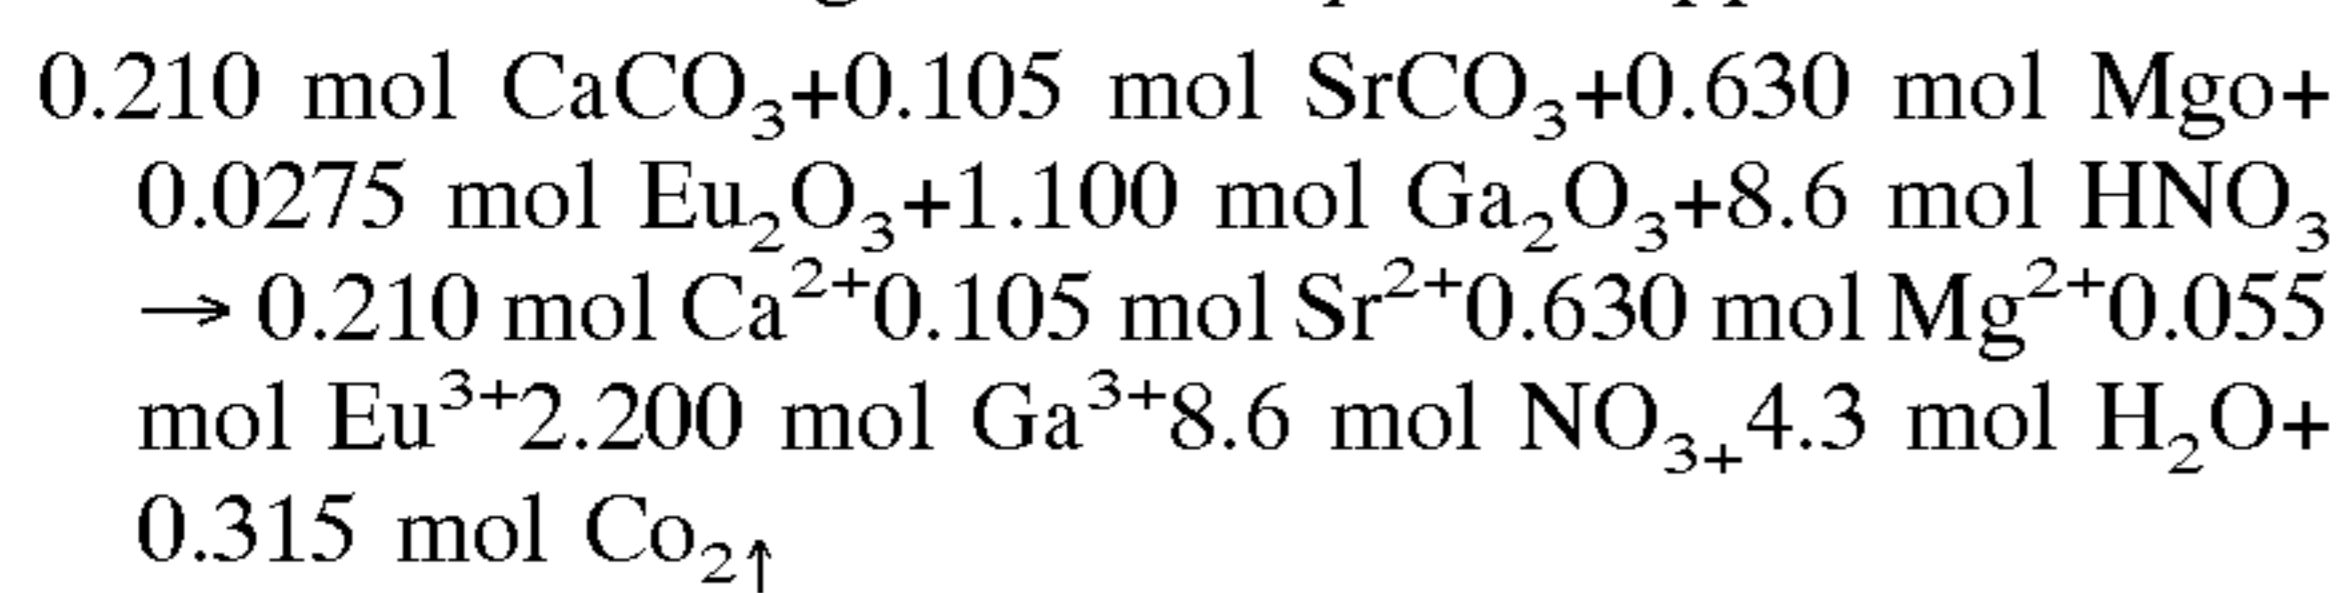 0.210 mol CaCO₃+0.105 mol SrCO₃+0.630 mol Mgo+
0.0275 mol Eu₂O₃+1.100 mol Ga₂O₃+8.6 mol HNO₃
→ 0.210 mol Ca²⁺0.105 mol Sr²⁺0.630 mol Mg²⁺0.055
mol Eu³⁺2.200 mol Ga³⁺8.6 mol NO₃₊4.3 mol H₂O+
0.315 mol Co₂↑